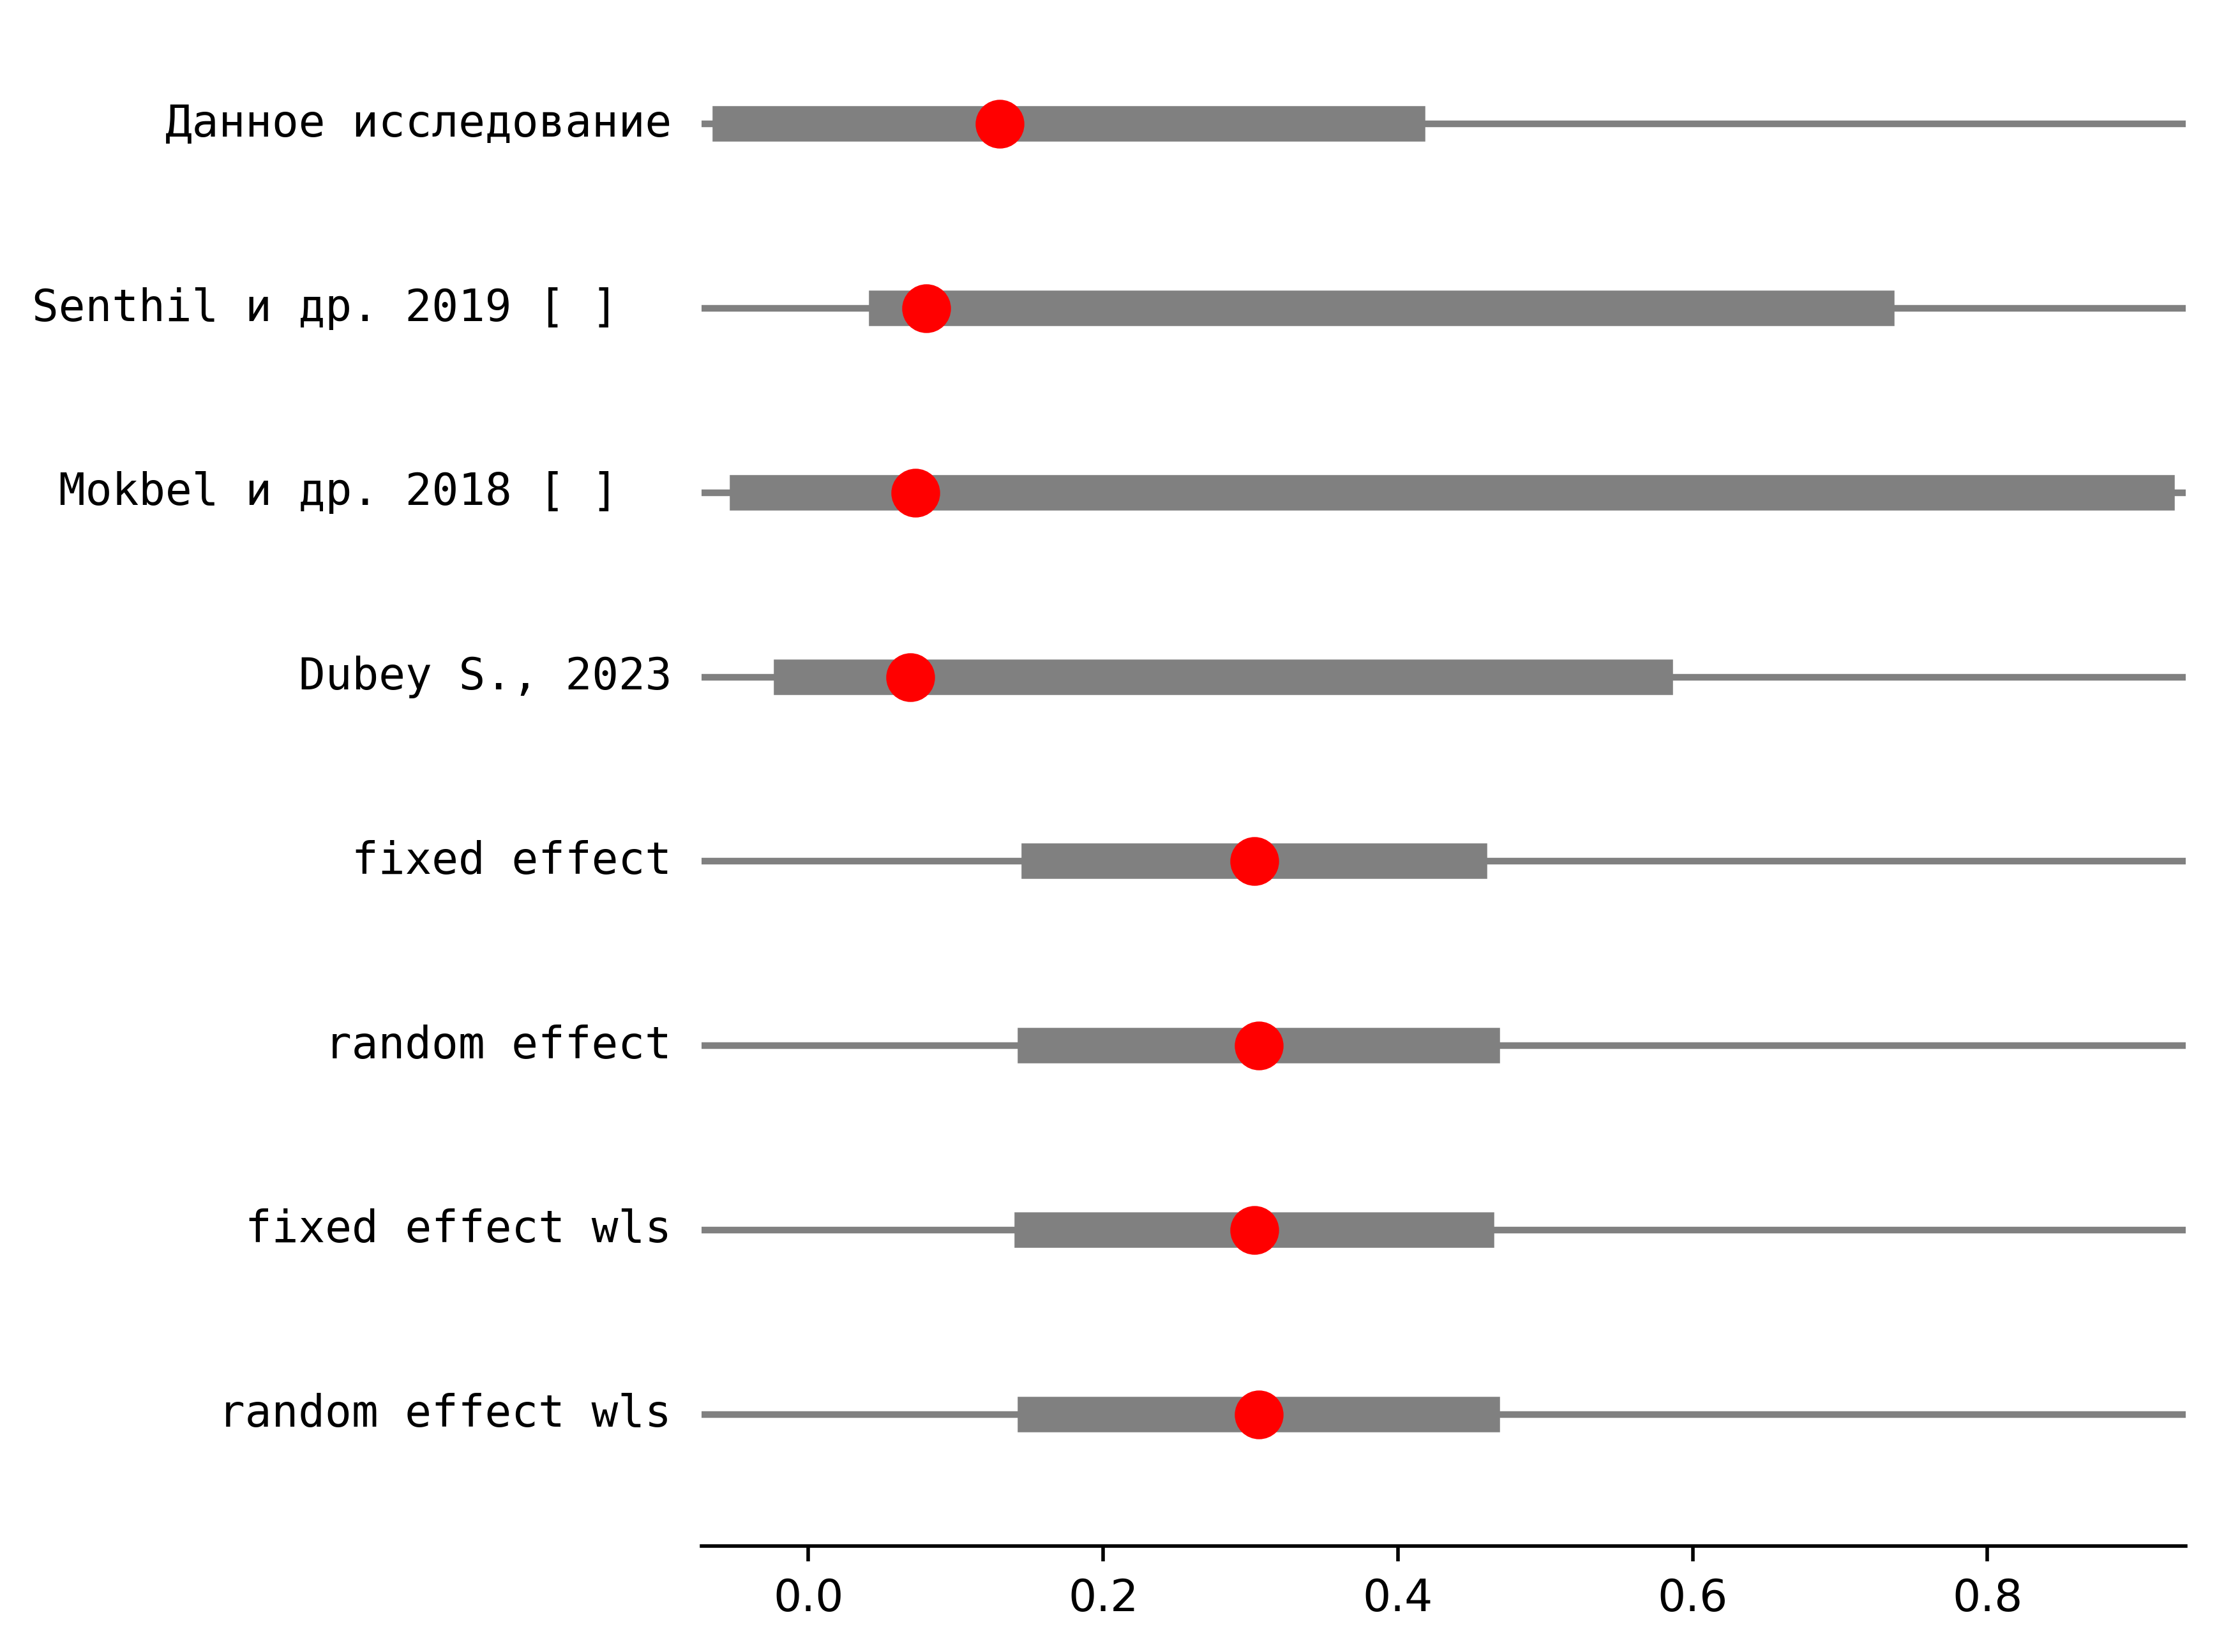 Данное исследование
Senthil и др. 2019 [ ]
Mokbel и др. 2018 [ ]
Dubey S., 2023
fixed effect
random effect
fixed effect wls
random effect wls
0.0 0.2 0.4 0.6 0.8